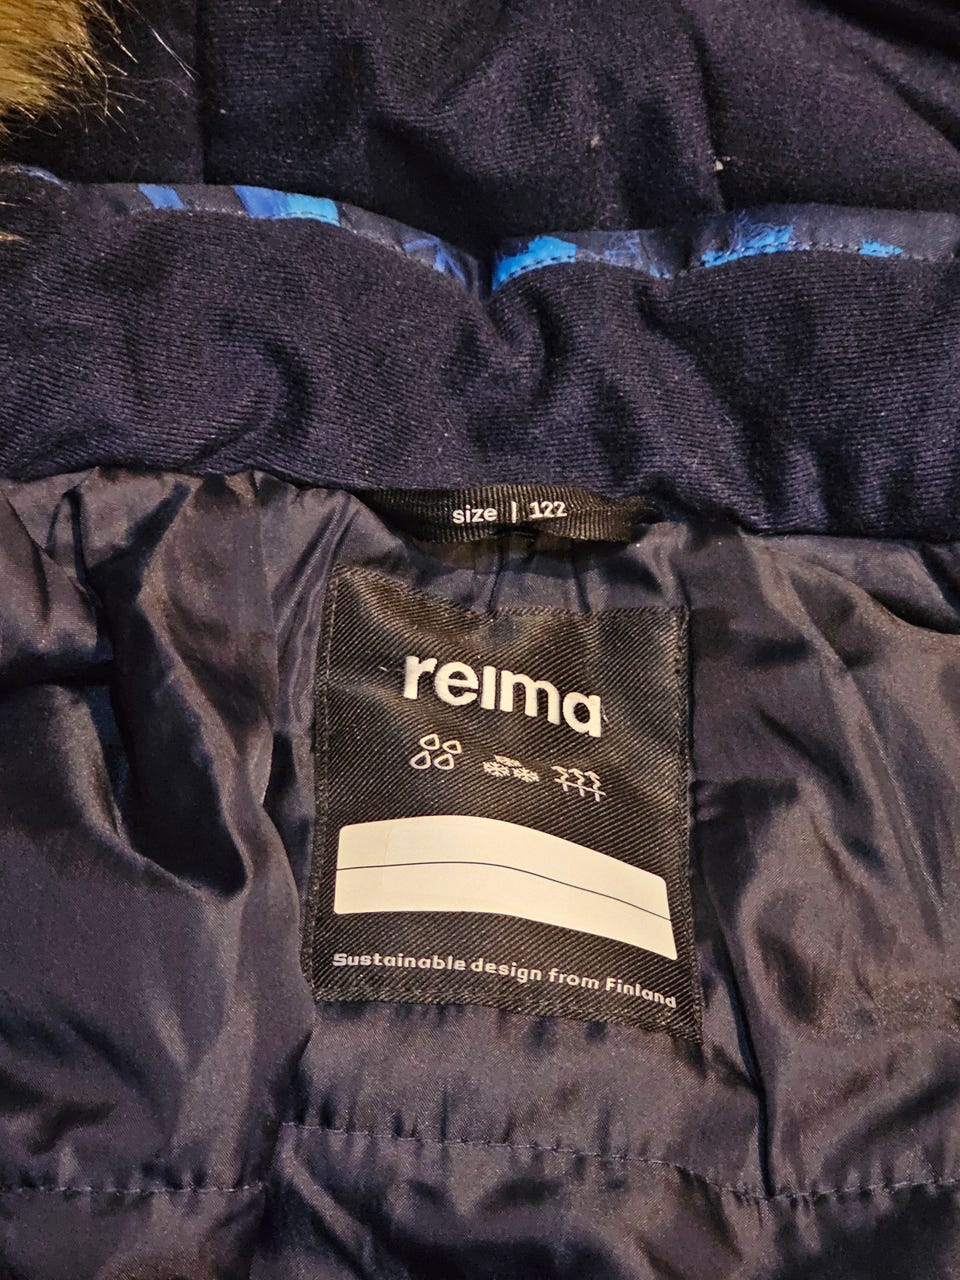 size | 122
reima
Sustainable design from Finland